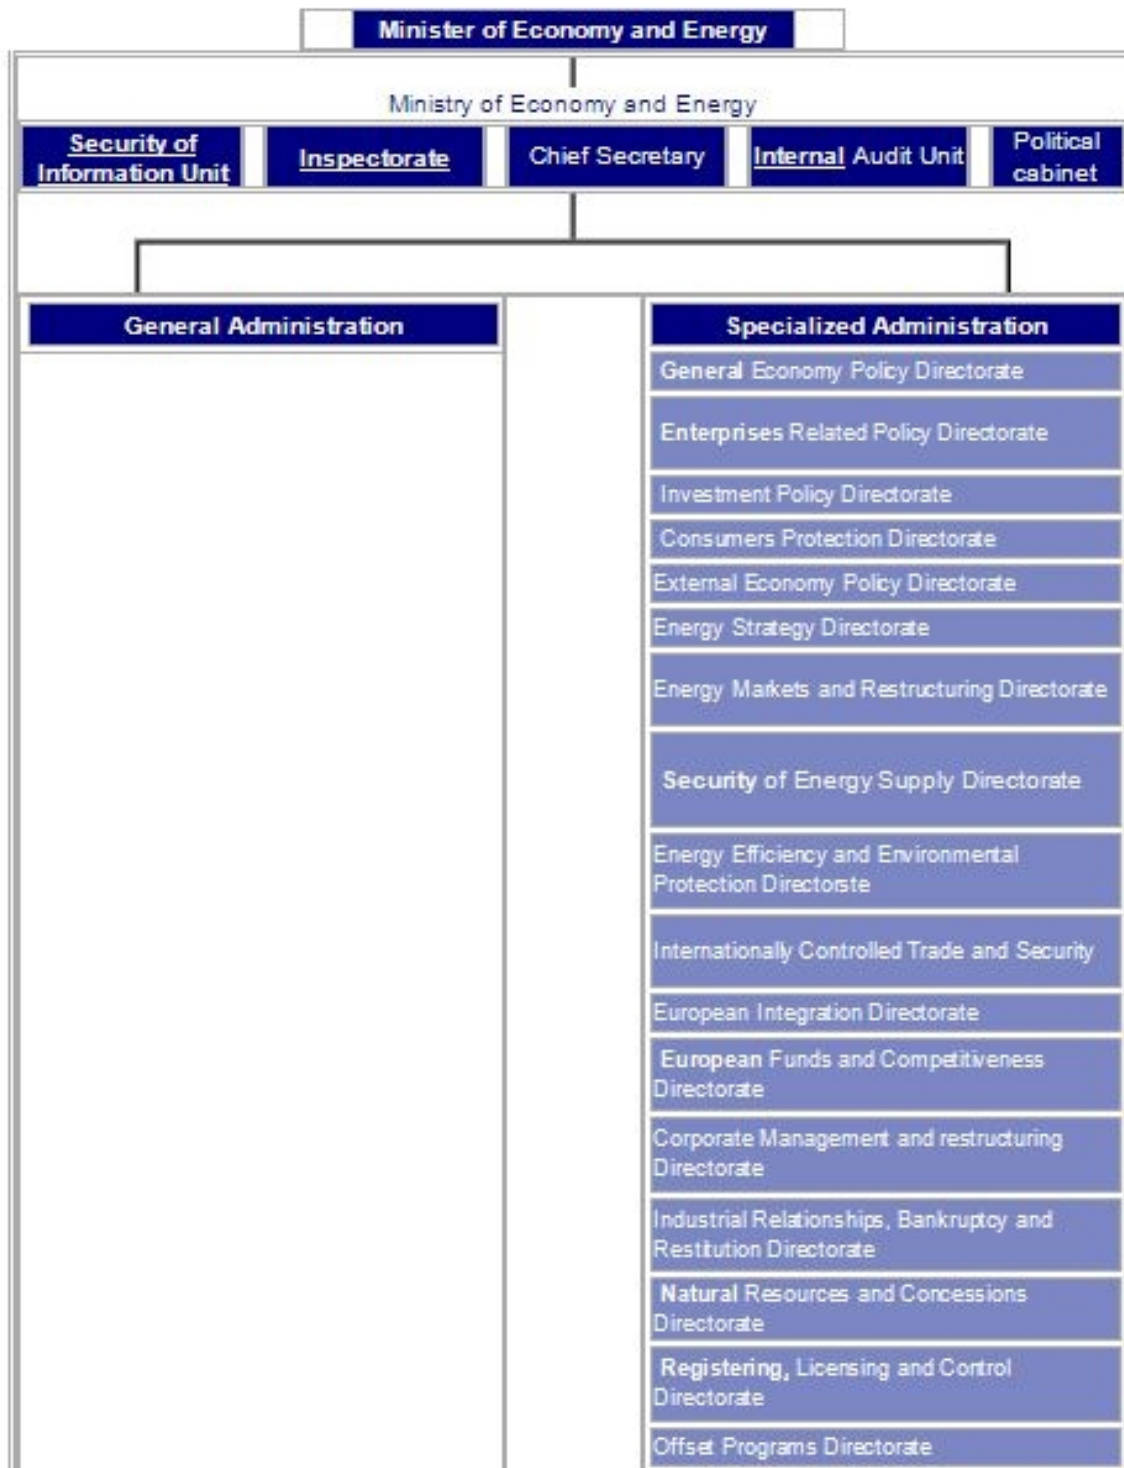 Minister of Economy and Energy
Ministry of Economy and Energy
Security of
Information Unit
Inspectorate
Chief Secretary
Internal Audit Unit
Political
cabinet
General Administration
Specialized Administration
General Economy Policy Directorate
Enterprises Related Policy Directorate
Investment Policy Directorate
Consumers Protection Directorate
External Economy Policy Directorate
Energy Strategy Directorate
Energy Markets and Restructuring Directorate
Security of Energy Supply Directorate
Energy Efficiency and Environmental
Protection Directorste
Internationally Controlled Trade and Security
European Integration Directorate
European Funds and Competitiveness
Directorate
Corporate Management and restructuring
Directorate
Industrial Relationships, Bankruptcy and
Restitution Directorate
Natural Resources and Concessions
Directorate
Registering, Licensing and Control
Directorate
Offset Programs Directorate